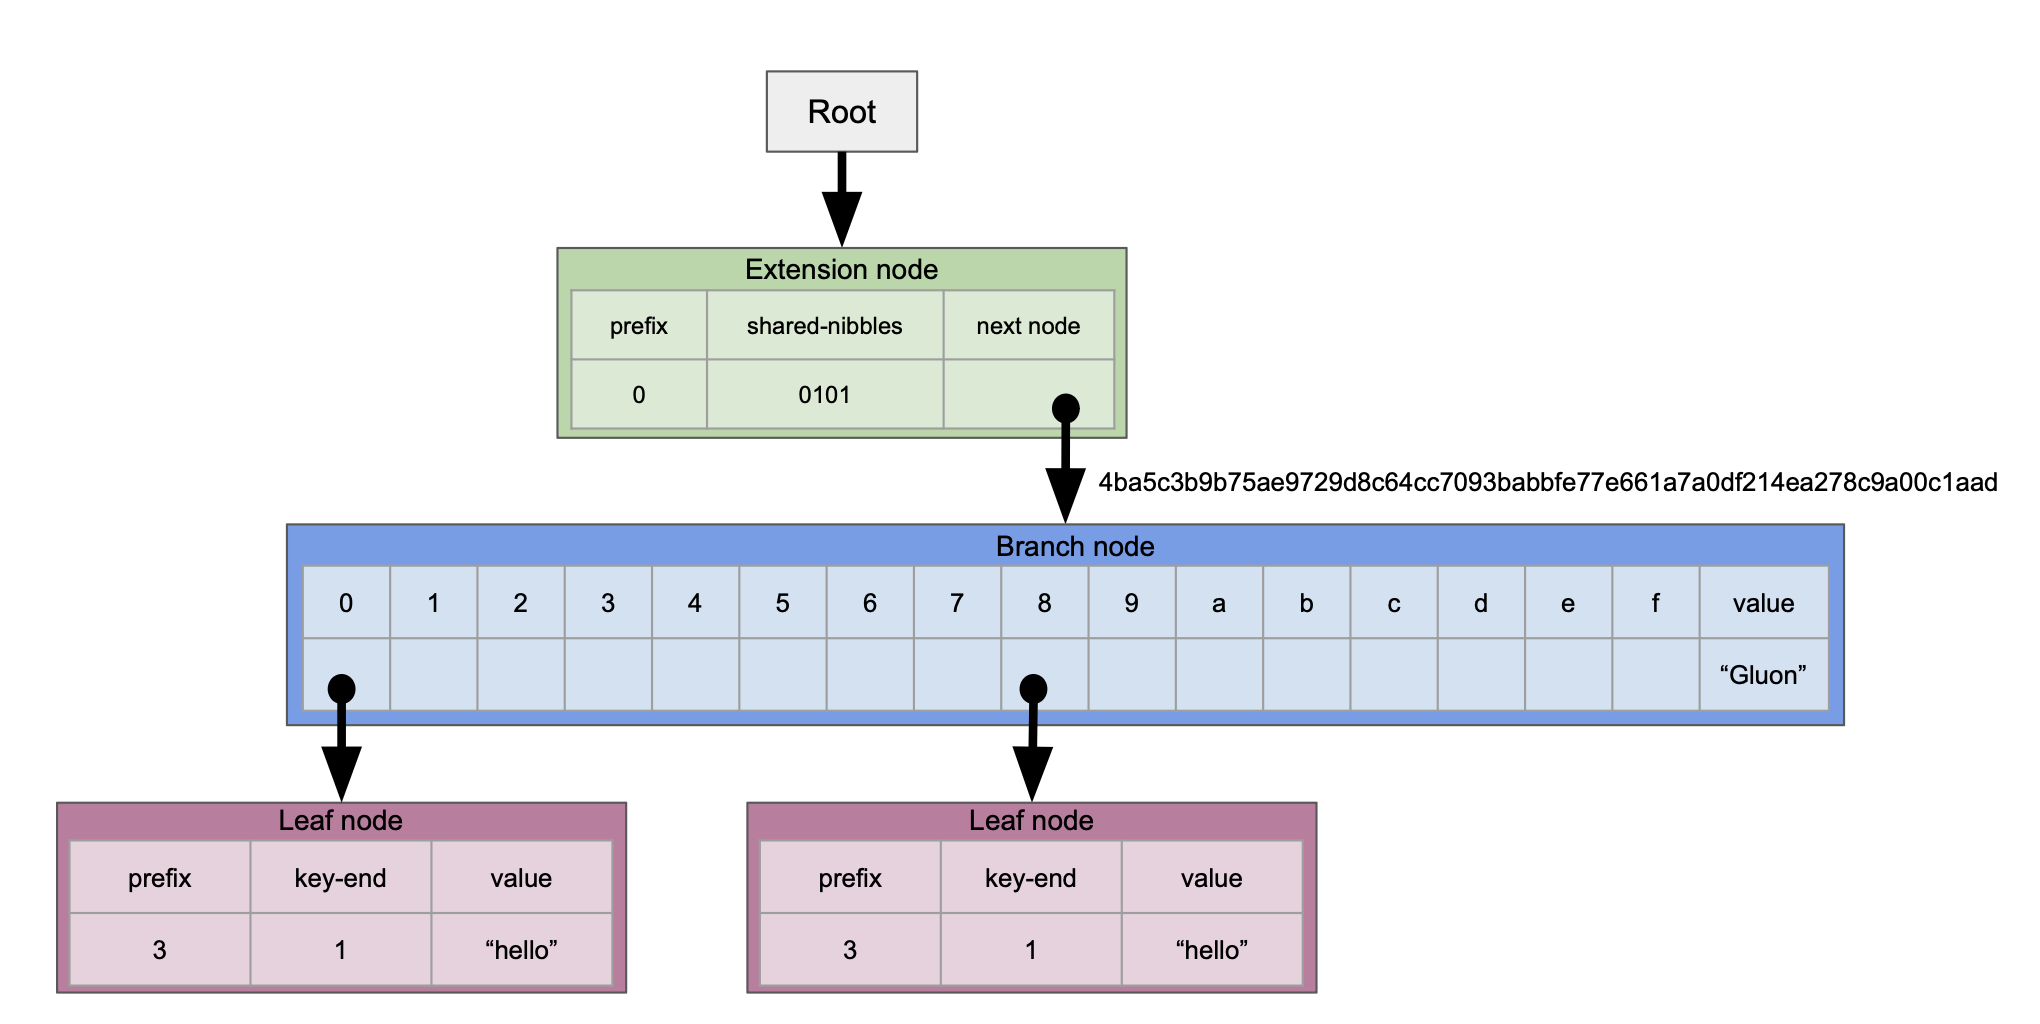 Root
Extension node
prefix shared-nibbles next node
0 0101
4ba5c3b9b75ae9729d8c64cc7093babbfe77e661a7a0df214ea278c9a00c1aad
Branch node
0 1 2 3 4 5 6 7 8 9 a b c d e f value
“Gluon”
Leaf node
prefix key-end value
3 1 “hello”
Leaf node
prefix key-end value
3 1 “hello”